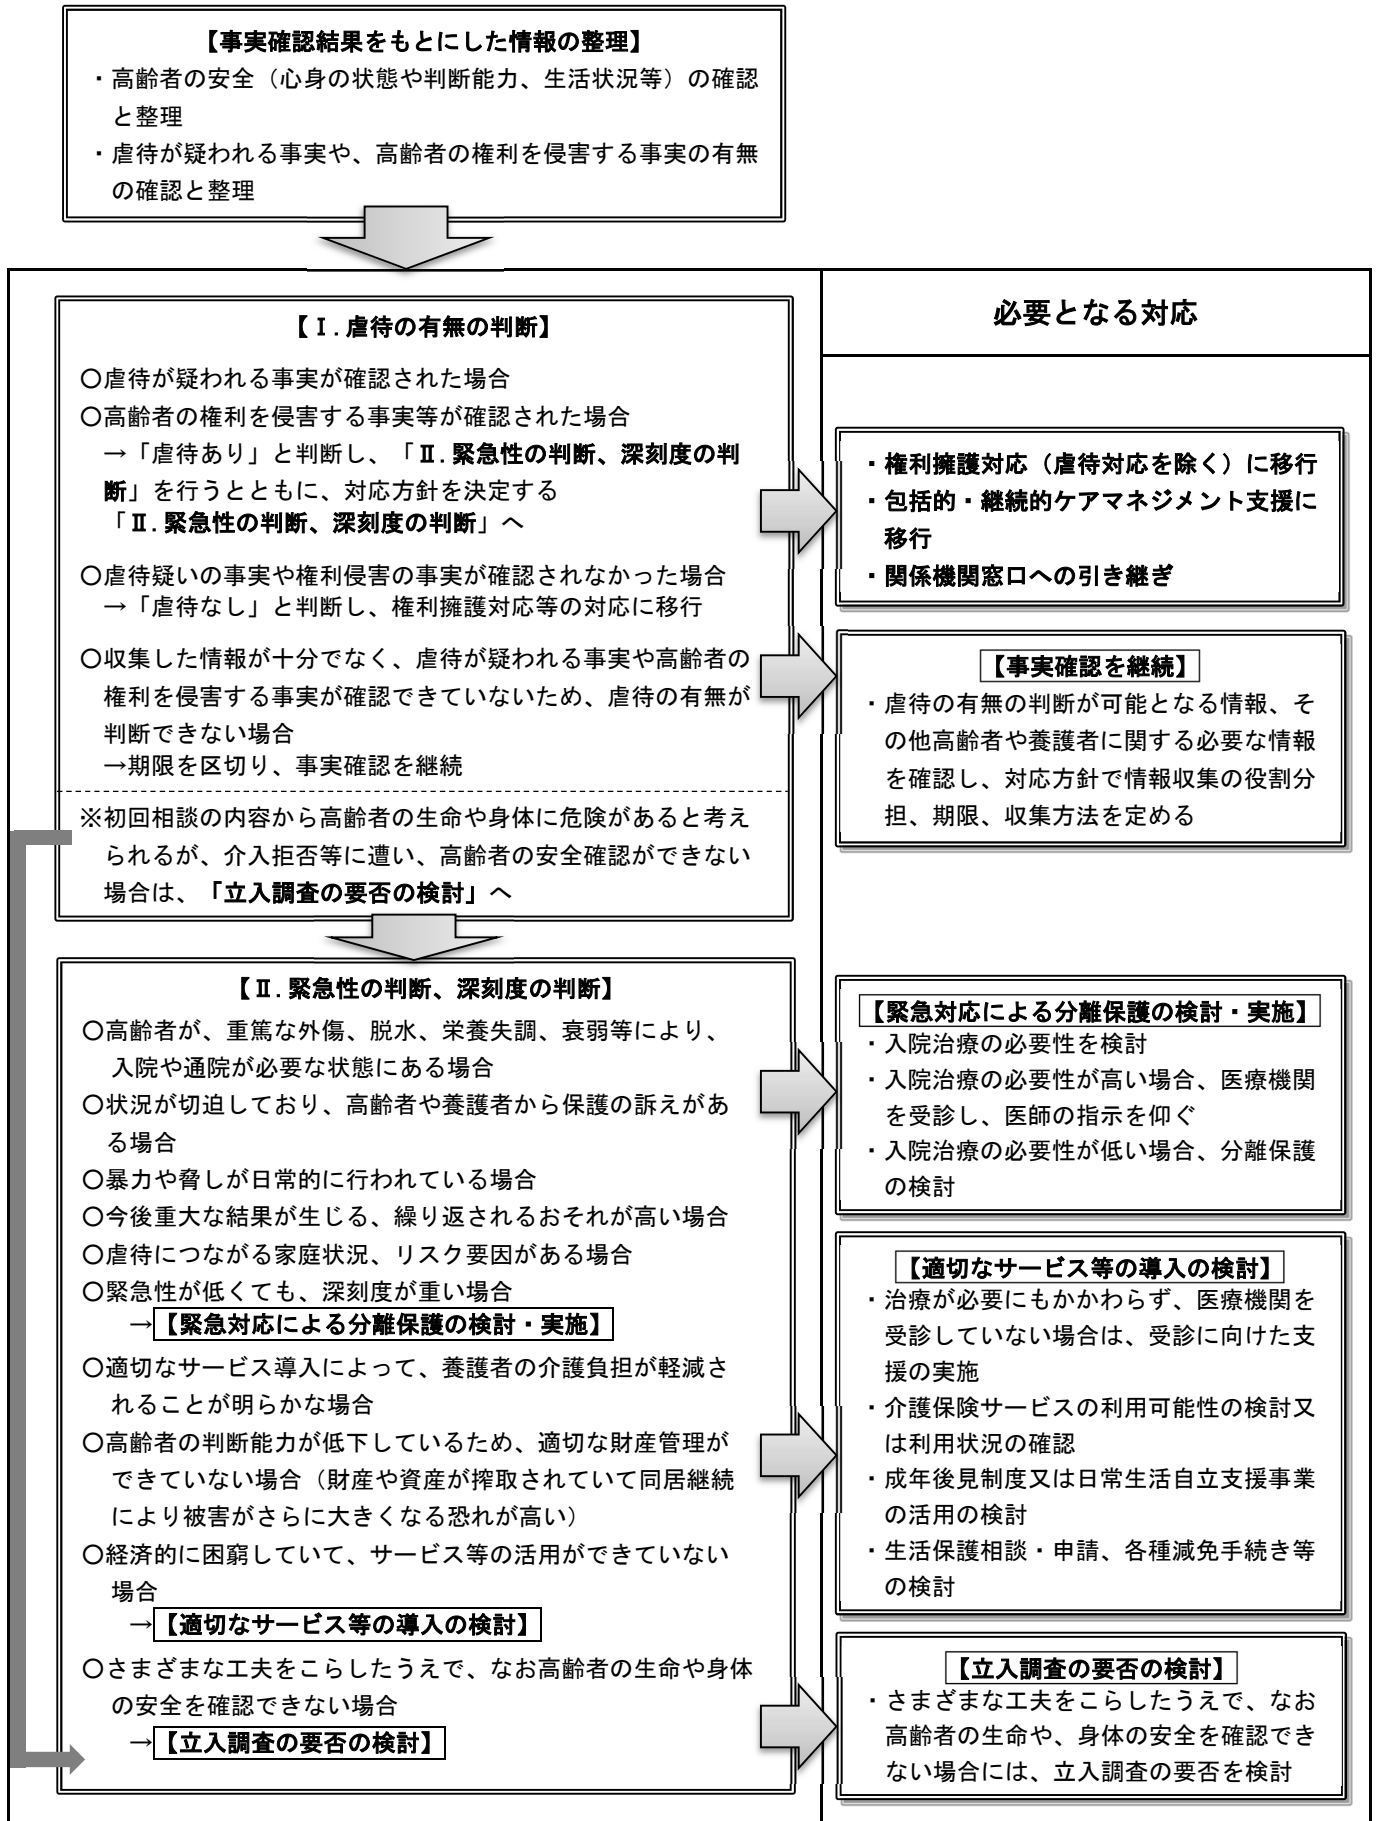 【事実確認結果をもとにした情報の整理】
・高齢者の安全（心身の状態や判断能力、生活状況等）の確認
と整理
・虐待が疑われる事実や、高齢者の権利を侵害する事実の有無
の確認と整理
【Ⅰ.虐待の有無の判断】
〇虐待が疑われる事実が確認された場合
〇高齢者の権利を侵害する事実等が確認された場合
→「虐待あり」と判断し、「Ⅱ.緊急性の判断、深刻度の判
断」を行うとともに、対応方針を決定する
「Ⅱ.緊急性の判断、深刻度の判断」へ
〇虐待疑いの事実や権利侵害の事実が確認されなかった場合
→「虐待なし」と判断し、権利擁護対応等の対応に移行
〇収集した情報が十分でなく、虐待が疑われる事実や高齢者の
権利を侵害する事実が確認できていないため、虐待の有無が
判断できない場合
→期限を区切り、事実確認を継続
※初回相談の内容から高齢者の生命や身体に危険があると考え
られるが、介入拒否等に遭い、高齢者の安全確認ができない
場合は、「立入調査の要否の検討」へ
必要となる対応
・権利擁護対応（虐待対応を除く）に移行
・包括的・継続的ケアマネジメント支援に
移行
・関係機関窓口への引き継ぎ
【事実確認を継続】
・虐待の有無の判断が可能となる情報、そ
の他高齢者や養護者に関する必要な情報
を確認し、対応方針で情報収集の役割分
担、期限、収集方法を定める
【Ⅱ.緊急性の判断、深刻度の判断】
〇高齢者が、重篤な外傷、脱水、栄養失調、衰弱等により、
入院や通院が必要な状態にある場合
〇状況が切迫しており、高齢者や養護者から保護の訴えがあ
る場合
〇暴力や脅しが日常的に行われている場合
〇今後重大な結果が生じる、繰り返されるおそれが高い場合
〇虐待につながる家庭状況、リスク要因がある場合
〇緊急性が低くても、深刻度が重い場合
→【緊急対応による分離保護の検討・実施】
〇適切なサービス導入によって、養護者の介護負担が軽減さ
れることが明らかな場合
〇高齢者の判断能力が低下しているため、適切な財産管理が
できていない場合（財産や資産が搾取されていて同居継続
により被害がさらに大きくなる恐れが高い）
〇経済的に困窮していて、サービス等の活用ができていない
場合
→【適切なサービス等の導入の検討】
〇さまざまな工夫をこらしたうえで、なお高齢者の生命や身体
の安全を確認できない場合
→【立入調査の要否の検討】
【緊急対応による分離保護の検討・実施】
・入院治療の必要性を検討
・入院治療の必要性が高い場合、医療機関
を受診し、医師の指示を仰ぐ
・入院治療の必要性が低い場合、分離保護
の検討
【適切なサービス等の導入の検討】
・治療が必要にもかかわらず、医療機関を
受診していない場合は、受診に向けた支
援の実施
・介護保険サービスの利用可能性の検討又
は利用状況の確認
・成年後見制度又は日常生活自立支援事業
の活用の検討
・生活保護相談・申請、各種減免手続き等
の検討
【立入調査の要否の検討】
・さまざまな工夫をこらしたうえで、なお
高齢者の生命や、身体の安全を確認でき
ない場合には、立入調査の要否を検討